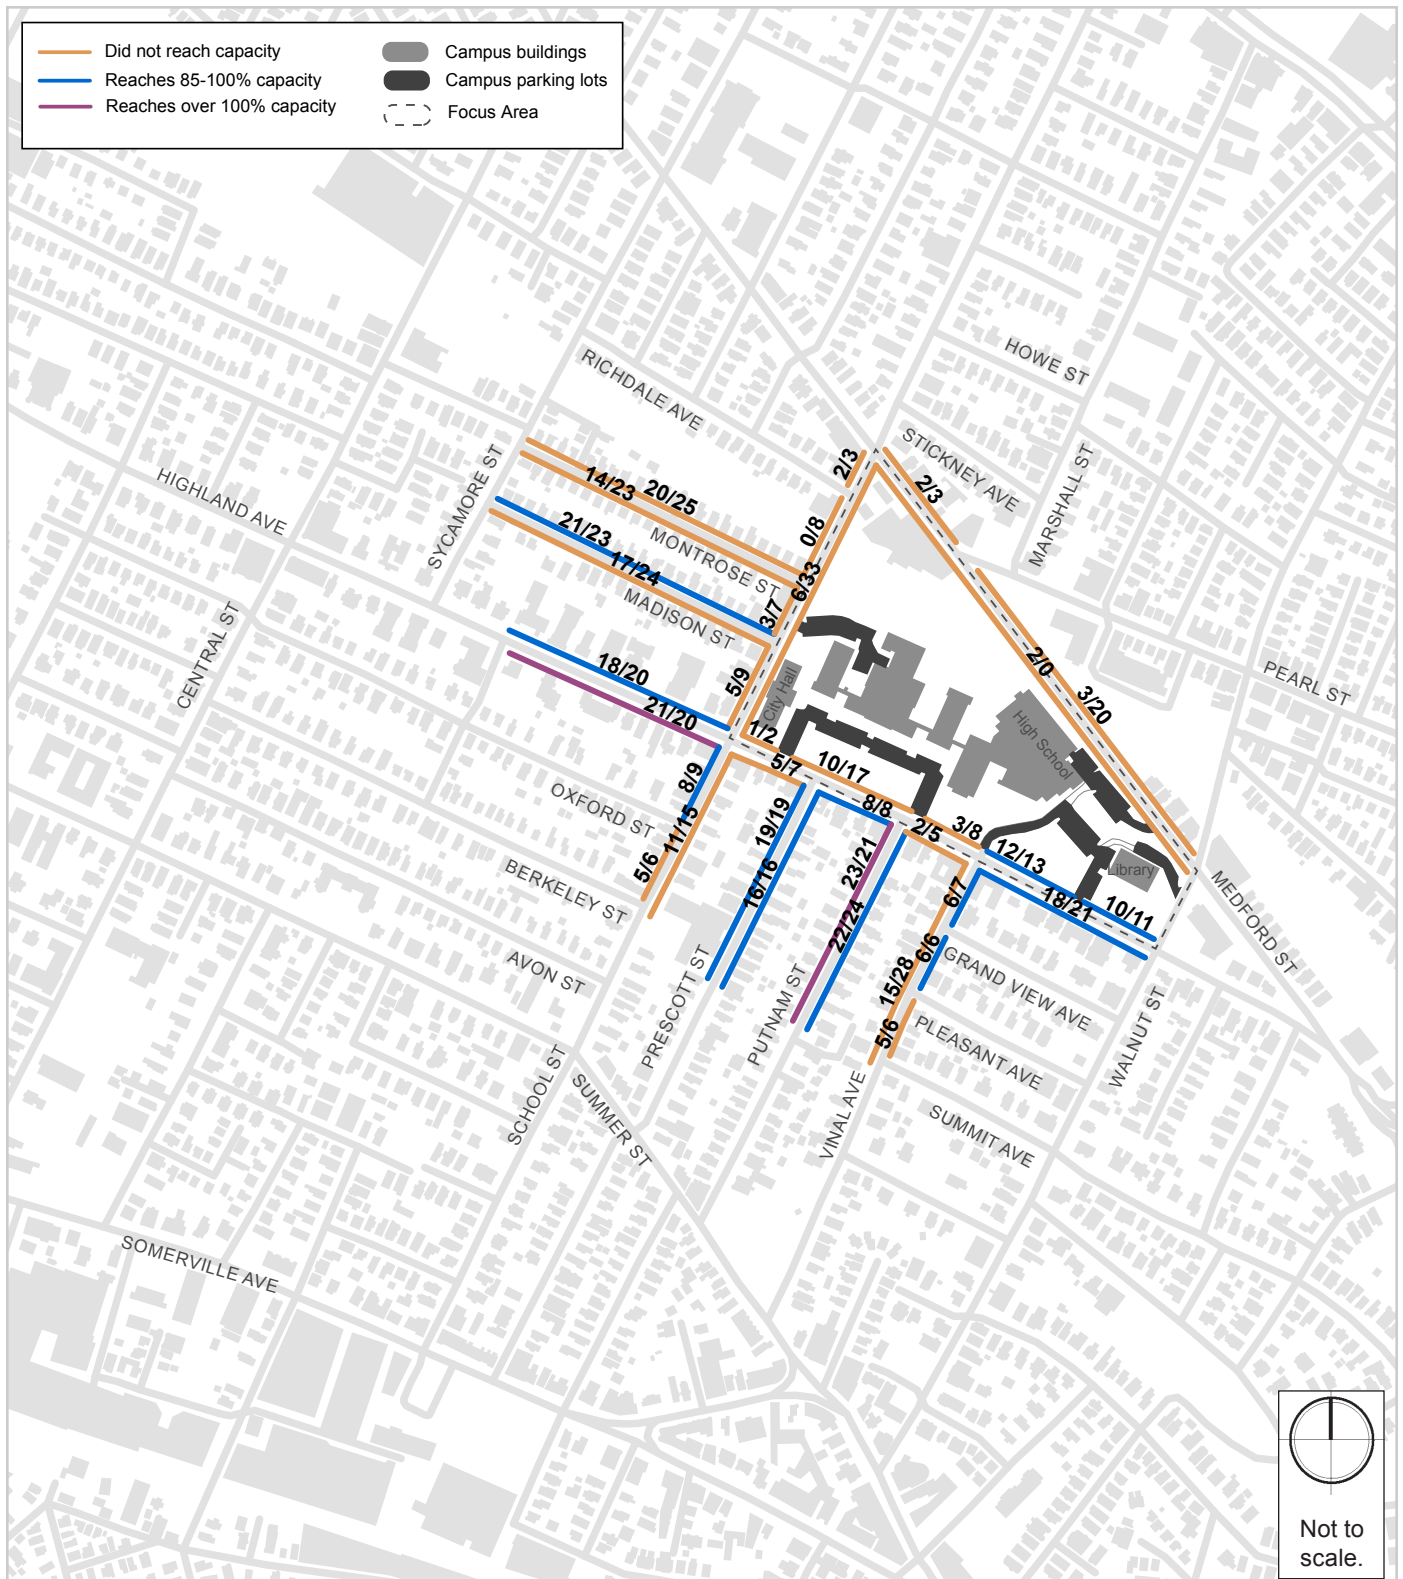 Did not reach capacity
Reaches 85-100% capacity
Reaches over 100% capacity
Campus buildings
Campus parking lots
Focus Area
HOWE ST
RICHDALE AVE
STICKNEY AVE
MARSHALL ST
SYCAMORE ST
HIGHLAND AVE
2/3
2/3
20/25
14/23
0/8
21/23
MONTROSE ST
17/24
6/33
3/7
MADISON ST
CENTRAL ST
PEARL ST
18/20
5/9
City Hall
2/0
3/20
21/20
1/2
High School
5/7
10/17
8/9
OXFORD ST
11/15
19/19
8/8
2/5
3/8
12/13
5/6
BERKELEY ST
16/16
23/21
6/7
Library
18/21
10/11
MEDFORD ST
22/24
6/6
AVON ST
GRAND VIEW AVE
15/28
PRESCOTT ST
PUTNAM ST
5/6
PLEASANT AVE
WALNUT ST
SCHOOL ST
SUMMER ST
VINAL AVE
SUMMIT AVE
SOMERVILLE AVE
Not to
scale.